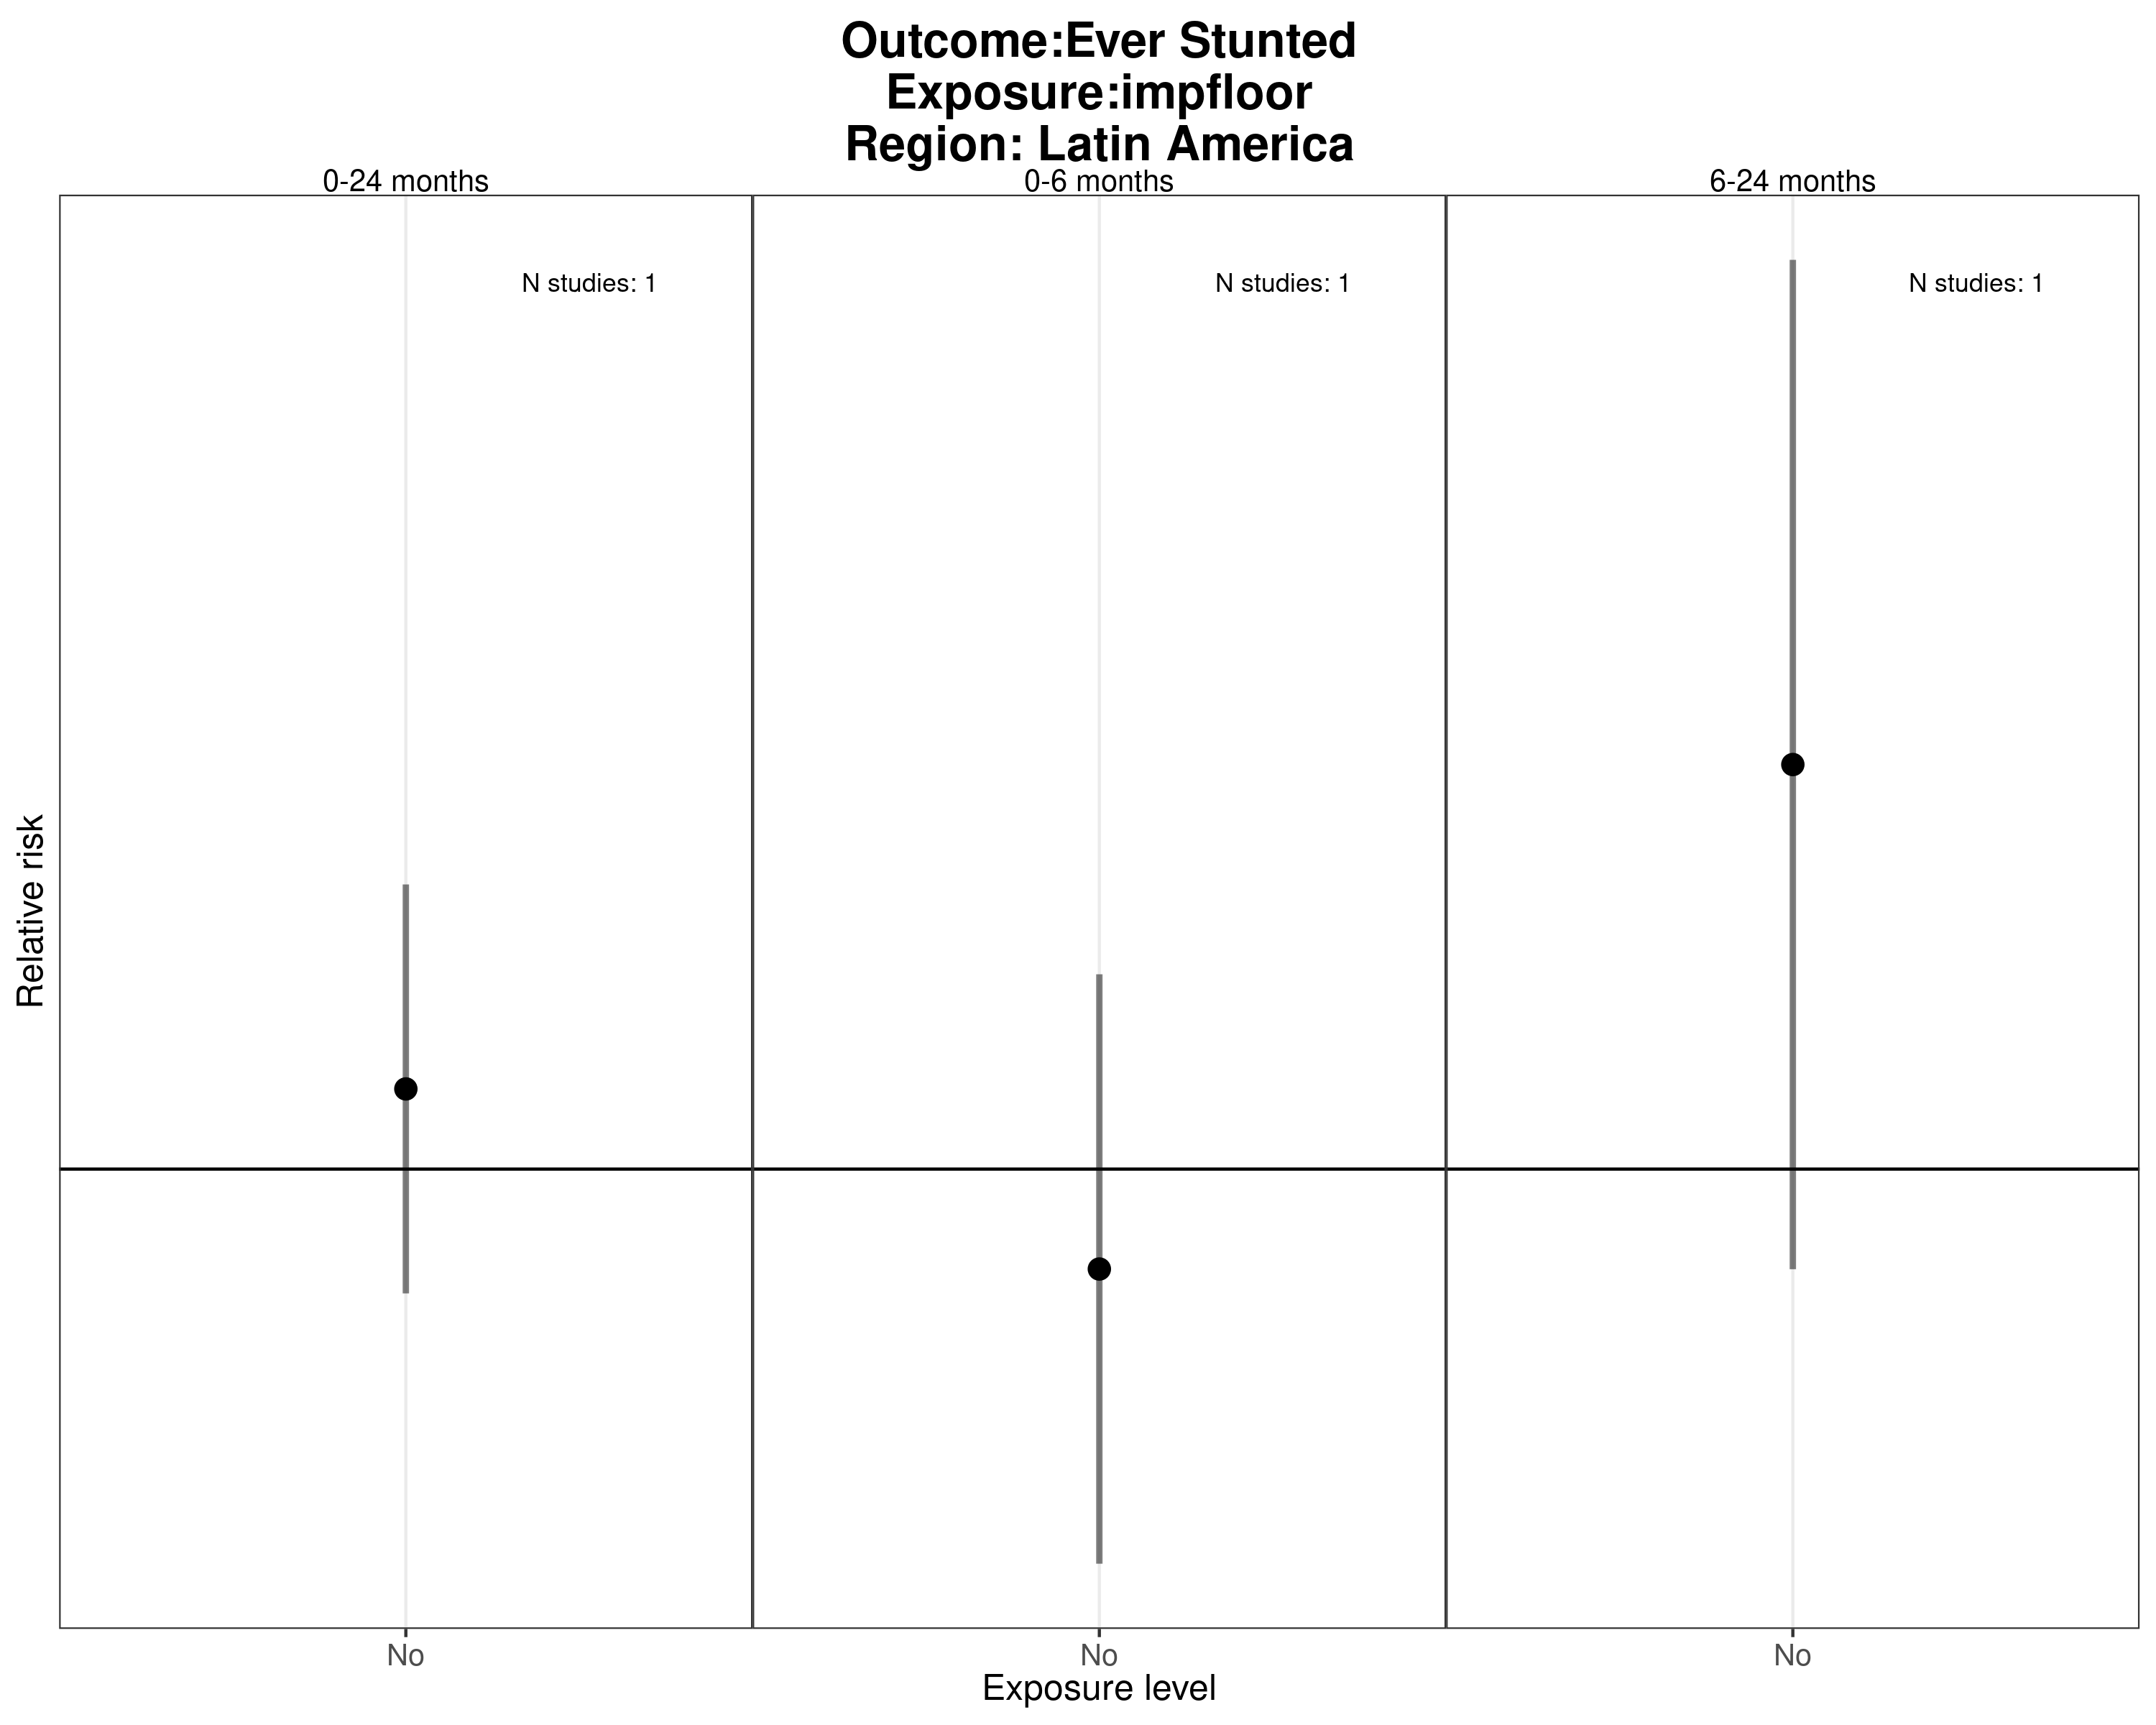 Outcome:Ever Stunted
Exposure:impfloor
Region: Latin America
0-24 months
0-6 months
6-24 months
N studies: 1
N studies: 1
N studies: 1
Relative risk
No
No
No
Exposure level